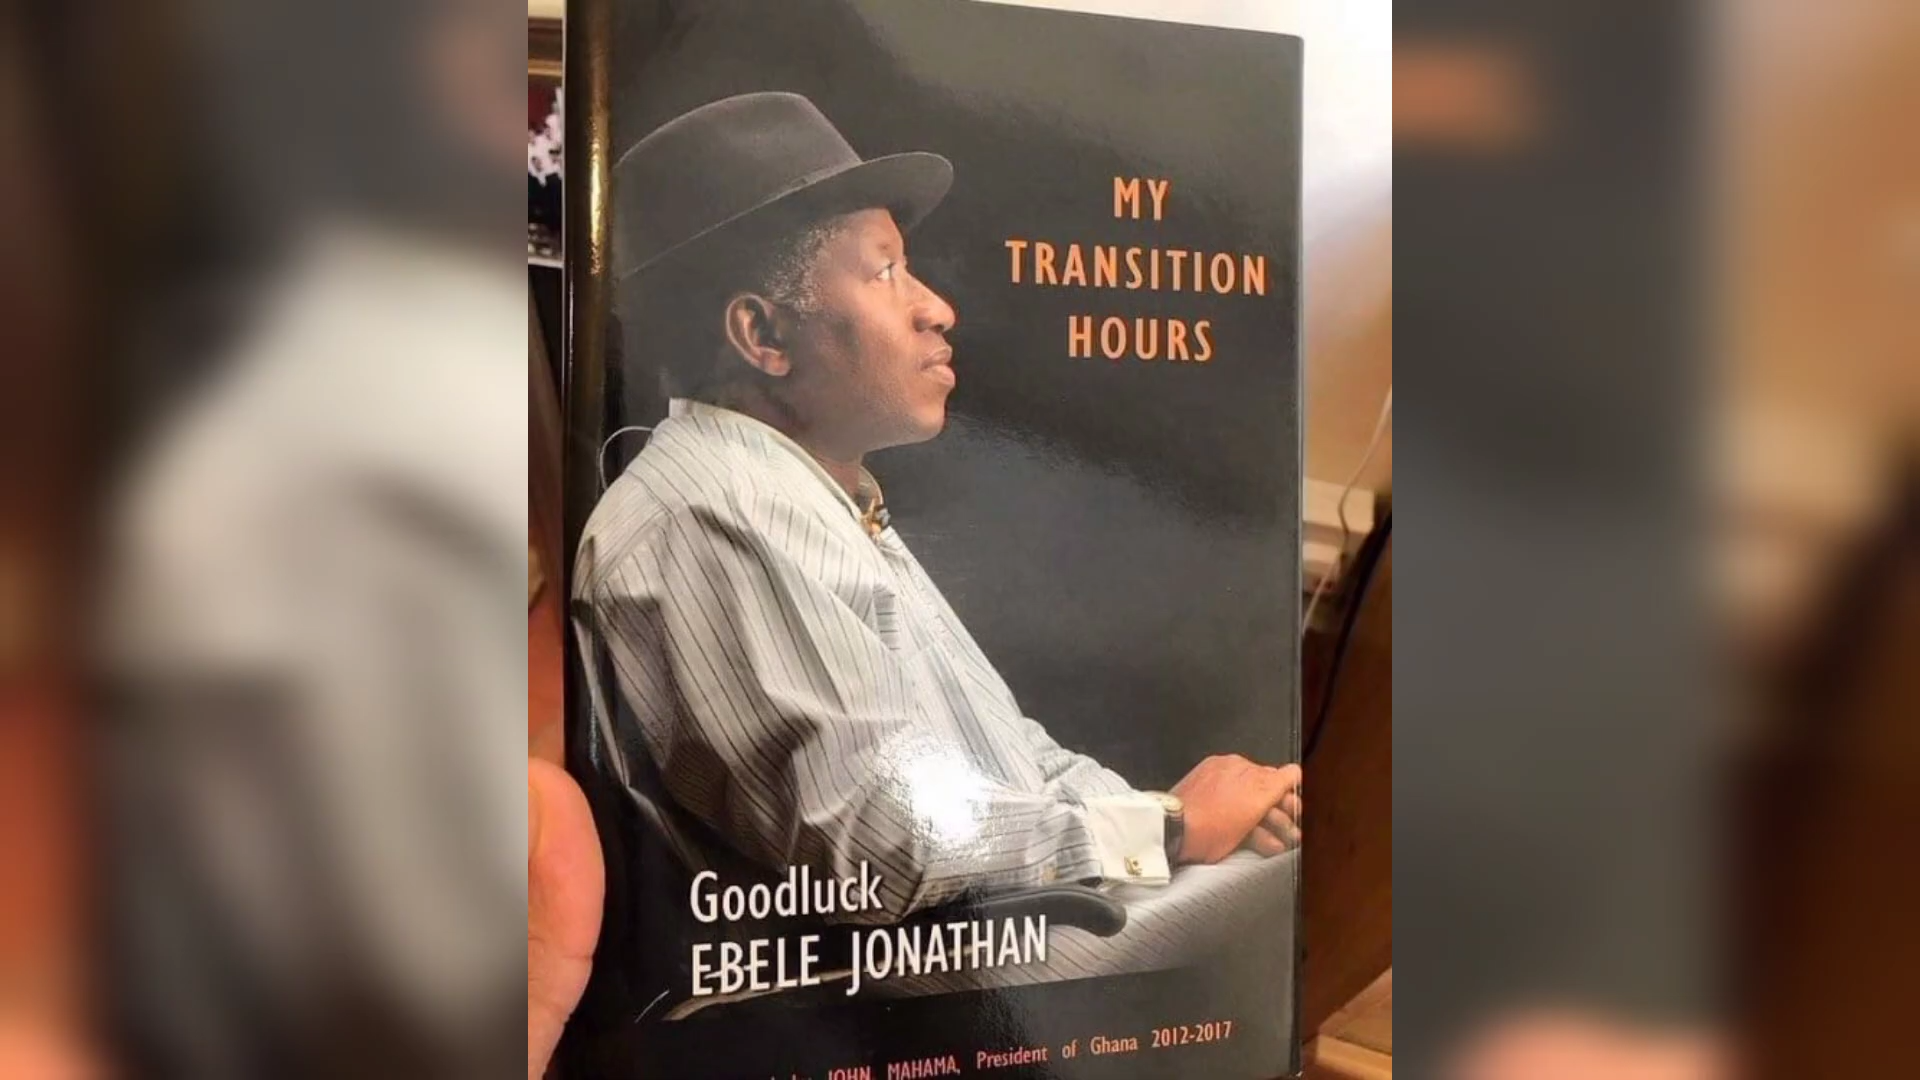 MY
TRANSITION
HOURS
Goodluck
EBELE JONATHAN
JOHN MAHAMA, President of Ghana 2012-2017